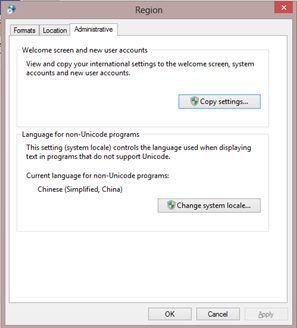 Region
Formats Location Administrative
Welcome screen and new user accounts
View and copy your international settings to the welcome screen, system
accounts and new user accounts.
Copy settings...
Language for non-Unicode programs
This setting (system locale) controls the language used when displaying
text in programs that do not support Unicode.
Current language for non-Unicode programs:
Chinese (Simplified, China)
Change system locale...
OK Cancel Apply